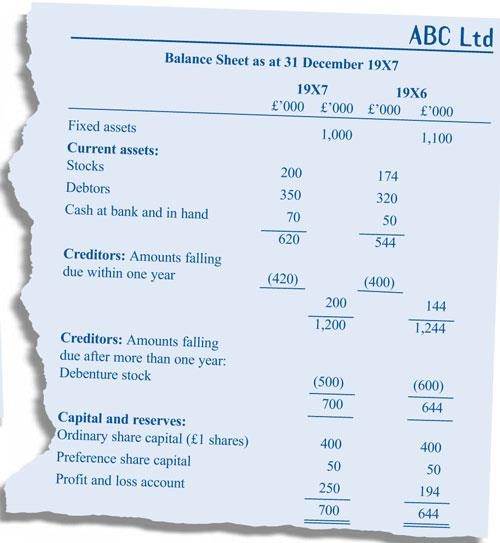 ABC Ltd
Balance Sheet as at 31 December 19X7
19X7 19X6
£'000 £'000 £'000 £'000
Fixed assets 1,000 1,100
Current assets:
Stocks 200 174
Debtors 350 320
Cash at bank and in hand 70 50
620 544
Creditors: Amounts falling
due within one year (420) (400)
200 144
1,200 1,244
Creditors: Amounts falling
due after more than one year:
Debenture stock (500) (600)
700 644
Capital and reserves:
Ordinary share capital (£1 shares) 400 400
Preference share capital 50 50
Profit and loss account 250 194
700 644